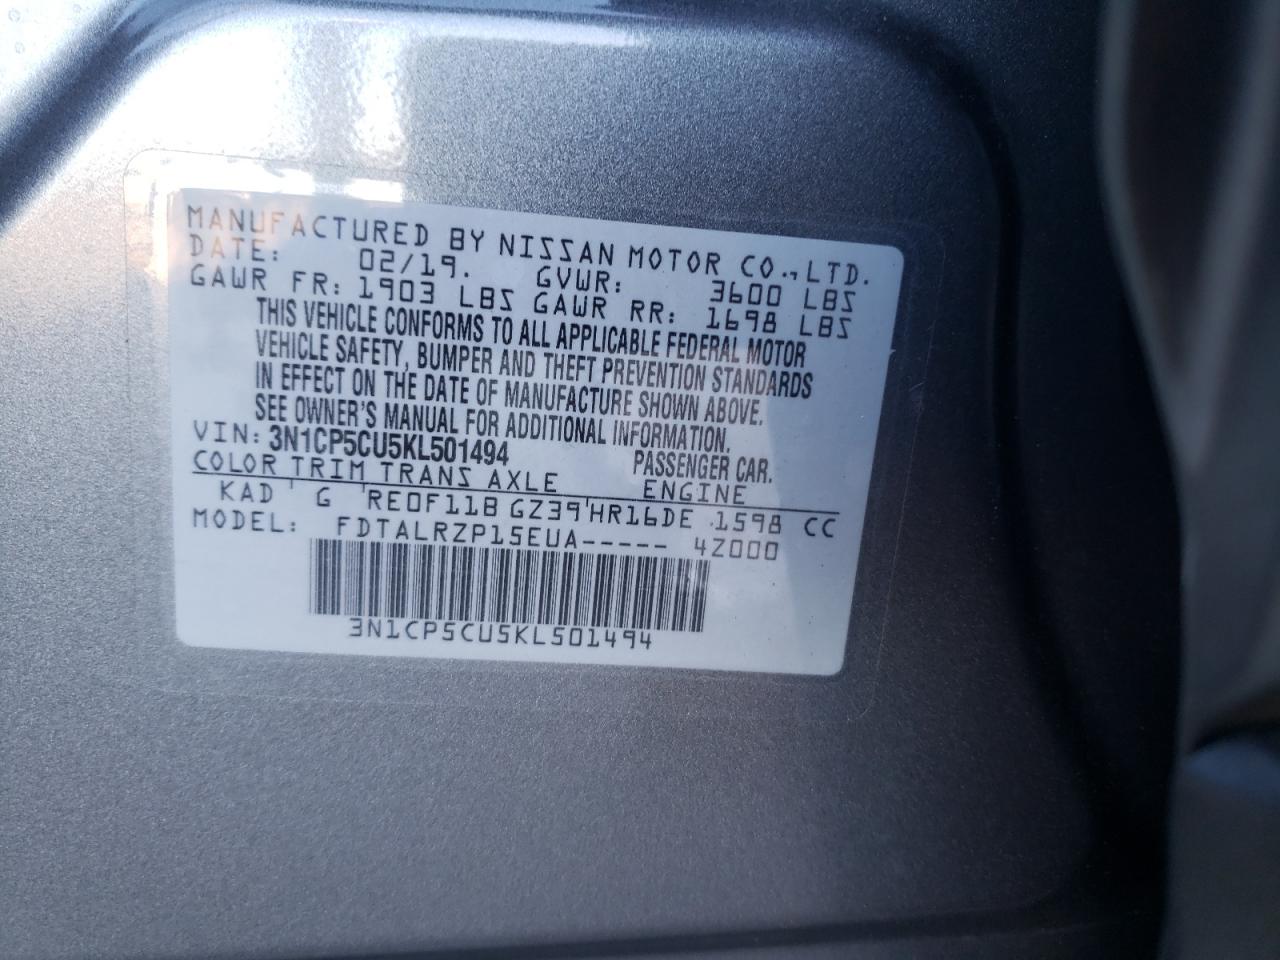 MANUFACTURED BY NISSAN MOTOR CO., LTD.
DATE: 02/19. GVWR: 3600 LBS
GAWR FR: 1903 LBS GAWR RR: 1698 LBS
THIS VEHICLE CONFORMS TO ALL APPLICABLE FEDERAL MOTOR
VEHICLE SAFETY, BUMPER AND THEFT PREVENTION STANDARDS
IN EFFECT ON THE DATE OF MANUFACTURE SHOWN ABOVE.
SEE OWNER'S MANUAL FOR ADDITIONAL INFORMATION.
VIN: 3N1CP5CU5KL501494 PASSENGER CAR.
COLOR TRIM TRANS AXLE ENGINE
KAD G RE0F11B GZ39 HR16DE 1598 CC
MODEL: FDTALRZP15EUA----- 4Z000
3N1CP5CU5KL501494